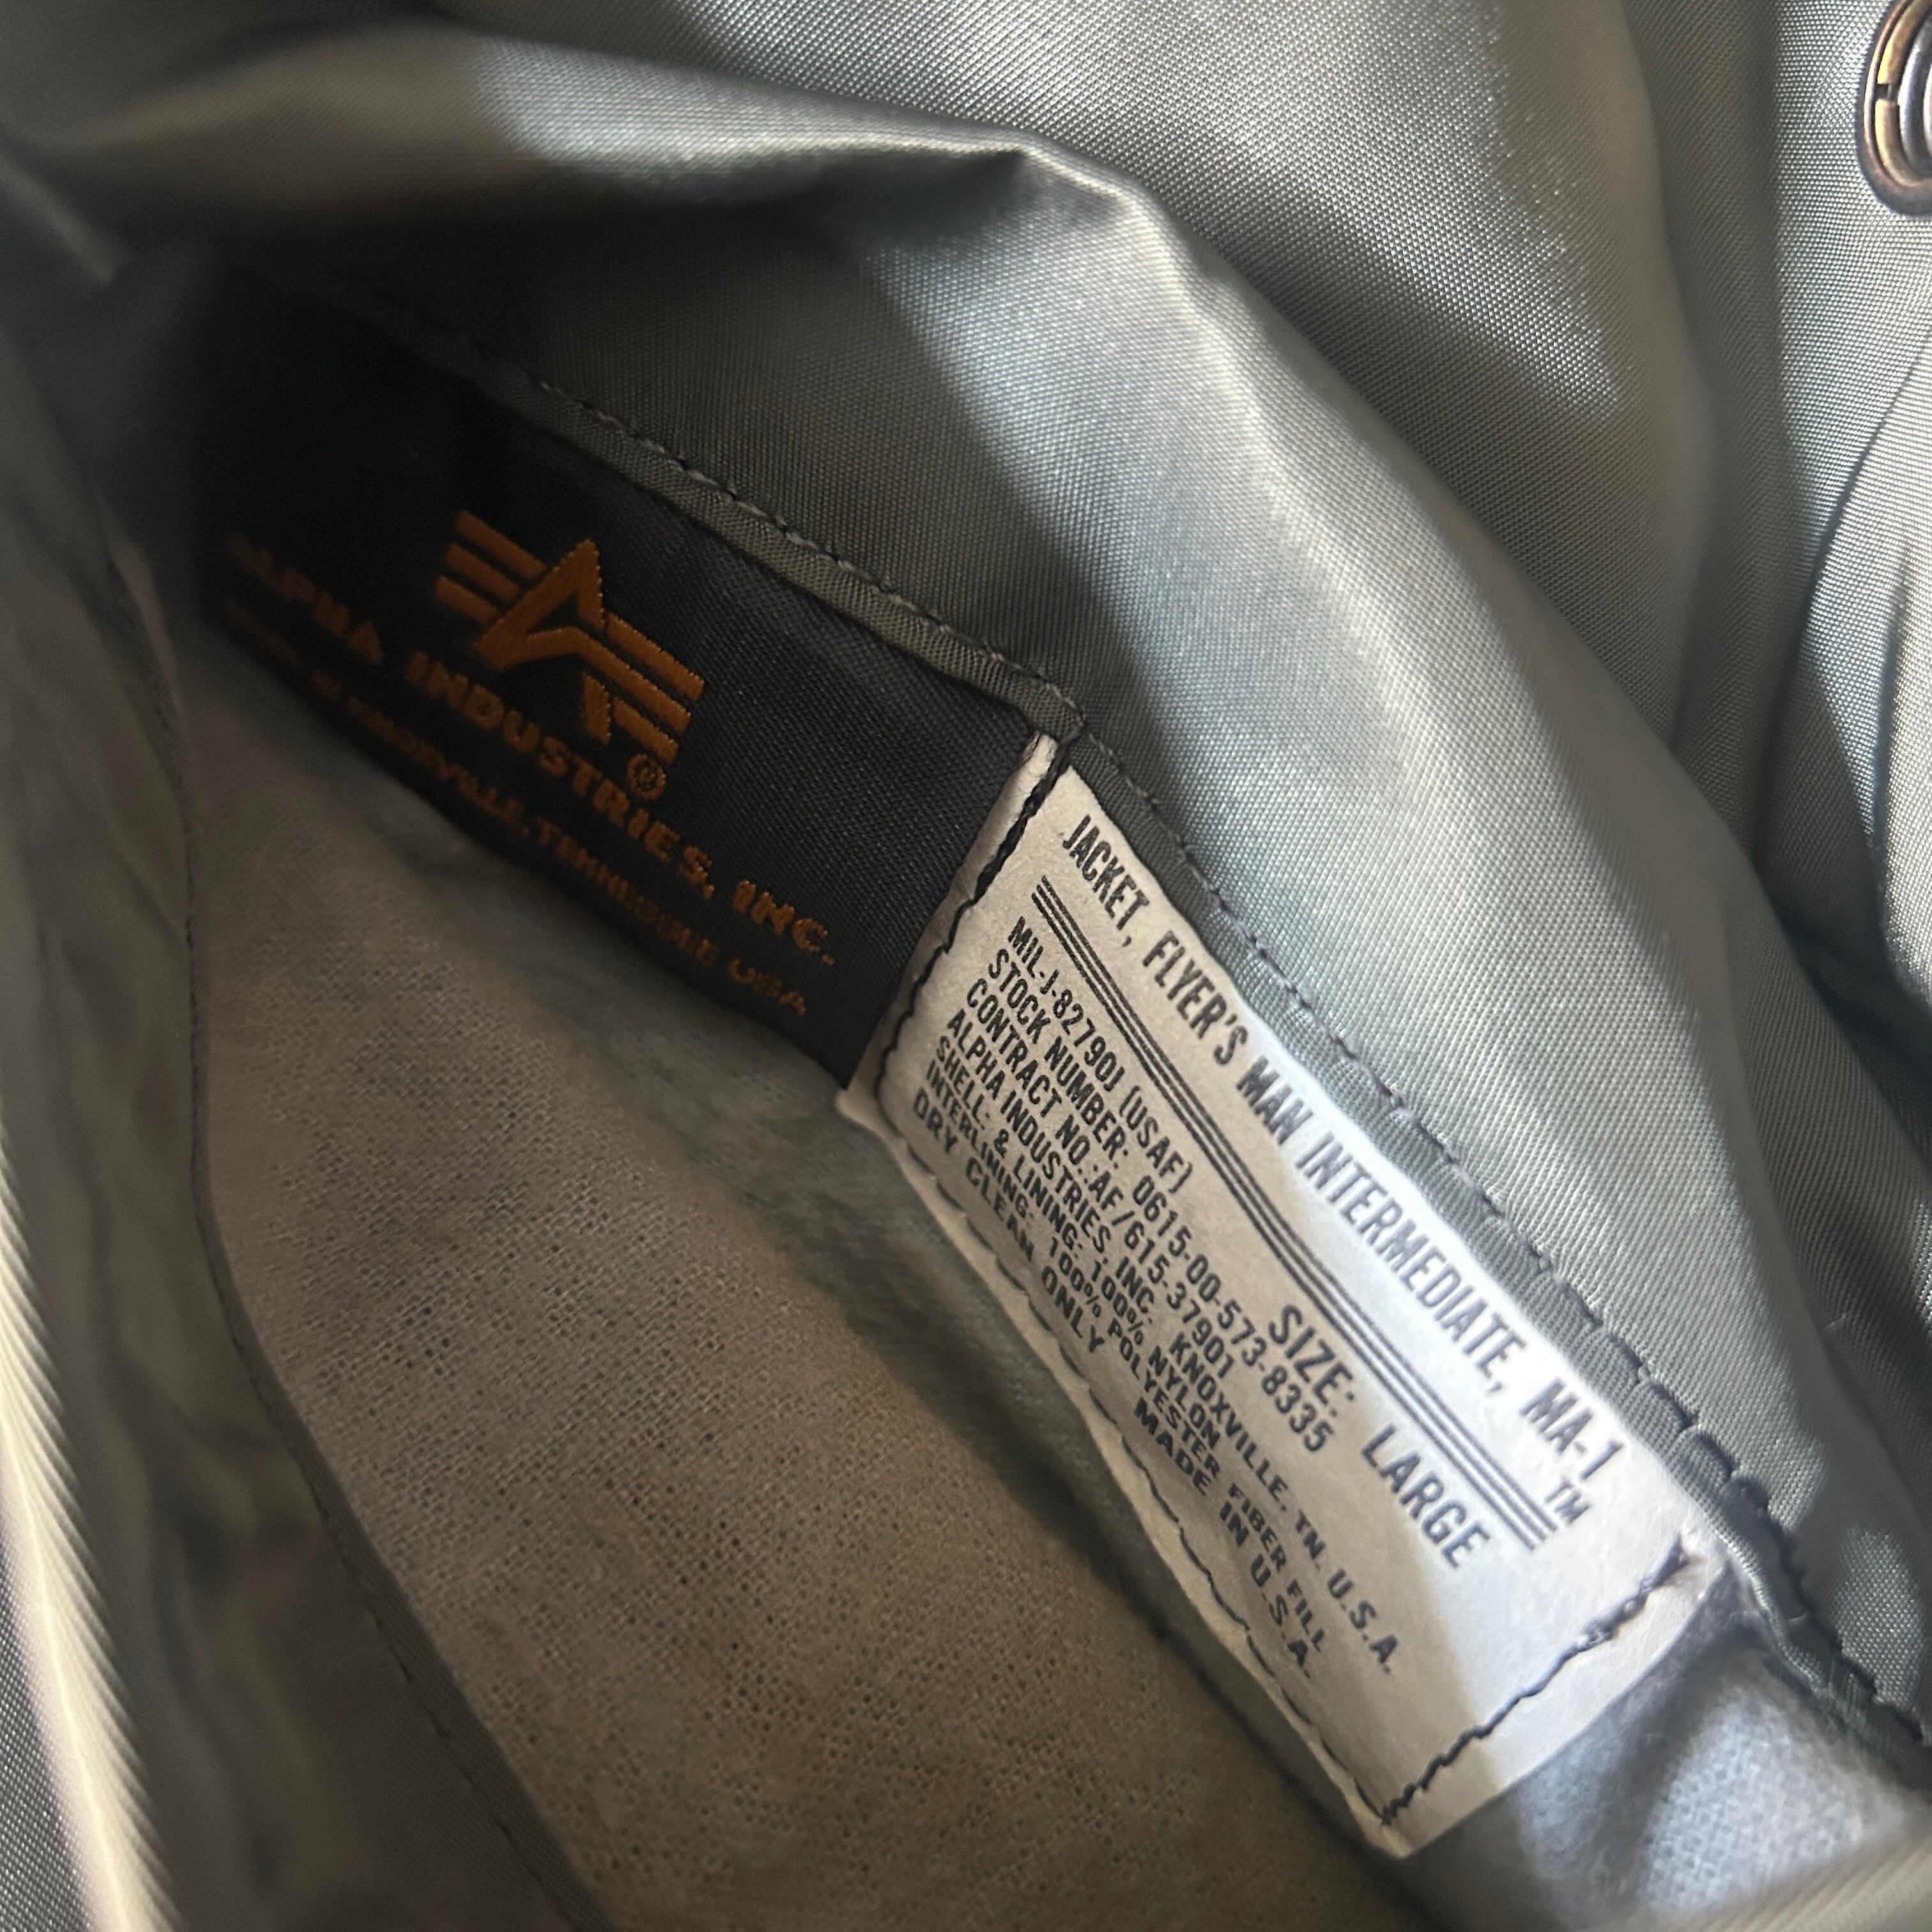 ALPHA INDUSTRIES, INC.
KNOXVILLE, TENNESSEE USA
®
JACKET, FLYER'S MAN INTERMEDIATE, MA-1 TM
SIZE: LARGE
MIL-J-82790J (USAF)
STOCK NUMBER: 0615-00-573-8335
CONTRACT NO.:AF/615-37901
ALPHA INDUSTRIES, INC. KNOXVILLE, TN. U.S.A.
SHELL & LINING: 100% NYLON
INTERLINING: 100% POLYESTER FIBER FILL
DRY CLEAN ONLY
MADE IN U.S.A.